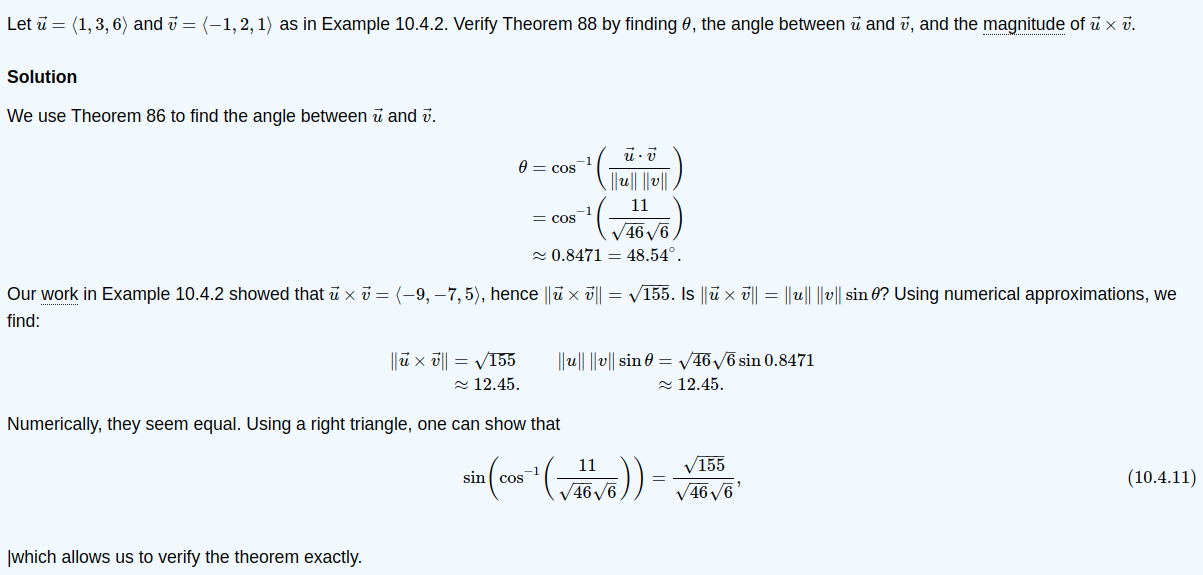 Let $\vec{u} = \langle 1, 3, 6 \rangle$ and $\vec{v} = \langle -1, 2, 1 \rangle$ as in Example 10.4.2. Verify Theorem 88 by finding $\theta$, the angle between $\vec{u}$ and $\vec{v}$, and the magnitude of $\vec{u} \times \vec{v}$.
Solution
We use Theorem 86 to find the angle between $\vec{u}$ and $\vec{v}$.
$\theta = \cos^{-1}\left(\frac{\vec{u} \cdot \vec{v}}{\|u\| \, \|v\|}\right)$
$= \cos^{-1}\left(\frac{11}{\sqrt{46}\sqrt{6}}\right)$
$\approx 0.8471 = 48.54^\circ.$
Our work in Example 10.4.2 showed that $\vec{u} \times \vec{v} = \langle -9, -7, 5 \rangle$, hence $\|\vec{u} \times \vec{v}\| = \sqrt{155}$. Is $\|\vec{u} \times \vec{v}\| = \|u\| \, \|v\| \sin\theta$? Using numerical approximations, we
find:
$\|\vec{u} \times \vec{v}\| = \sqrt{155}$ $\|u\| \, \|v\| \sin\theta = \sqrt{46}\sqrt{6} \sin 0.8471$
$\approx 12.45.$ $\approx 12.45.$
Numerically, they seem equal. Using a right triangle, one can show that
$\sin\left(\cos^{-1}\left(\frac{11}{\sqrt{46}\sqrt{6}}\right)\right) = \frac{\sqrt{155}}{\sqrt{46}\sqrt{6}},$ (10.4.11)
|which allows us to verify the theorem exactly.